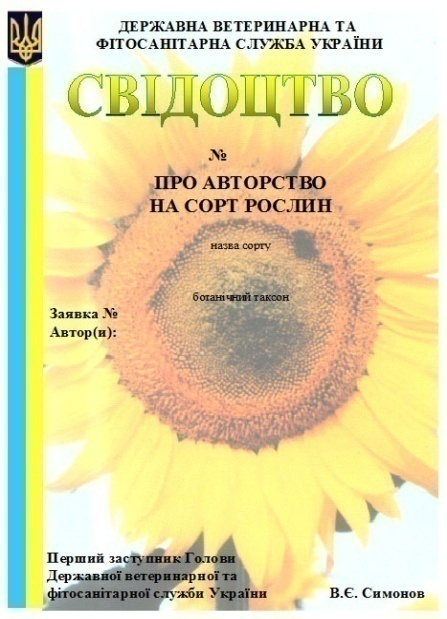 ДЕРЖАВНА ВЕТЕРИНАРНА ТА
ФІТОСАНІТАРНА СЛУЖБА УКРАЇНИ
СВІДОЦТВО
№
ПРО АВТОРСТВО
НА СОРТ РОСЛИН
назва сорту
ботанічний таксон
Заявка №
Автор(и):
Перший заступник Голови
Державної ветеринарної та
фітосанітарної служби України В.Є. Симонов